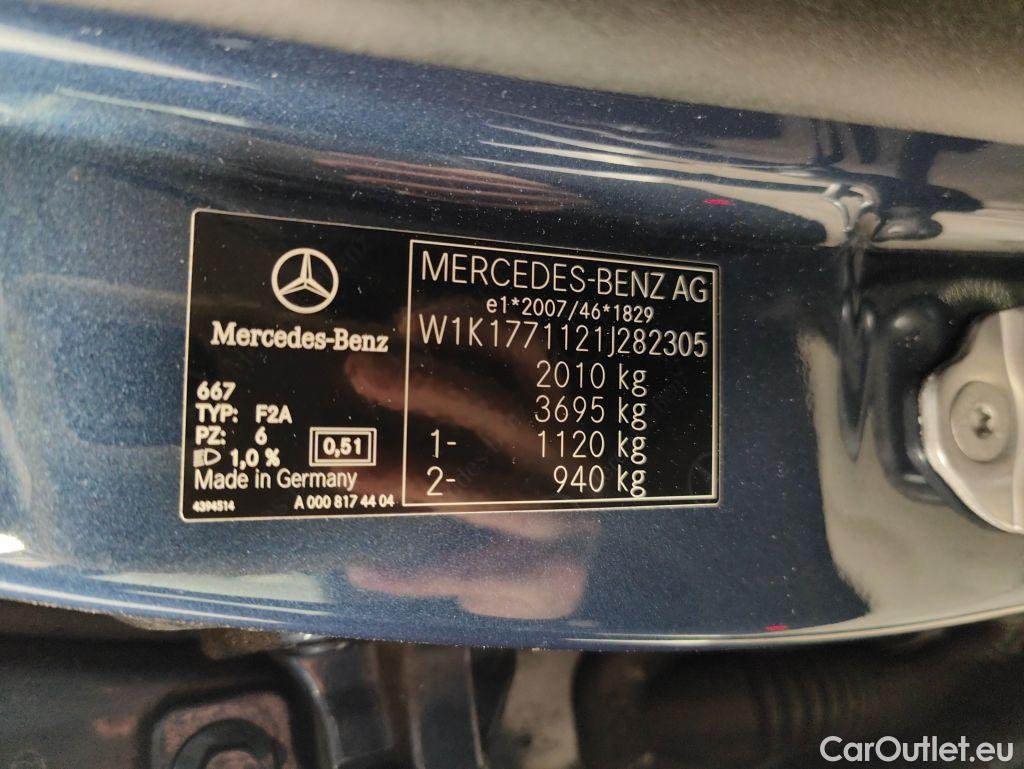 Mercedes-Benz
667
TYP: F2A
PZ: 6
1,0 %
0,51
Made in Germany
4394514
A 000 817 44 04
MERCEDES-BENZ AG
e1*2007/46*1829
W1K1771121J282305
2010 kg
3695 kg
1- 1120 kg
2- 940 kg
CarOutlet.eu